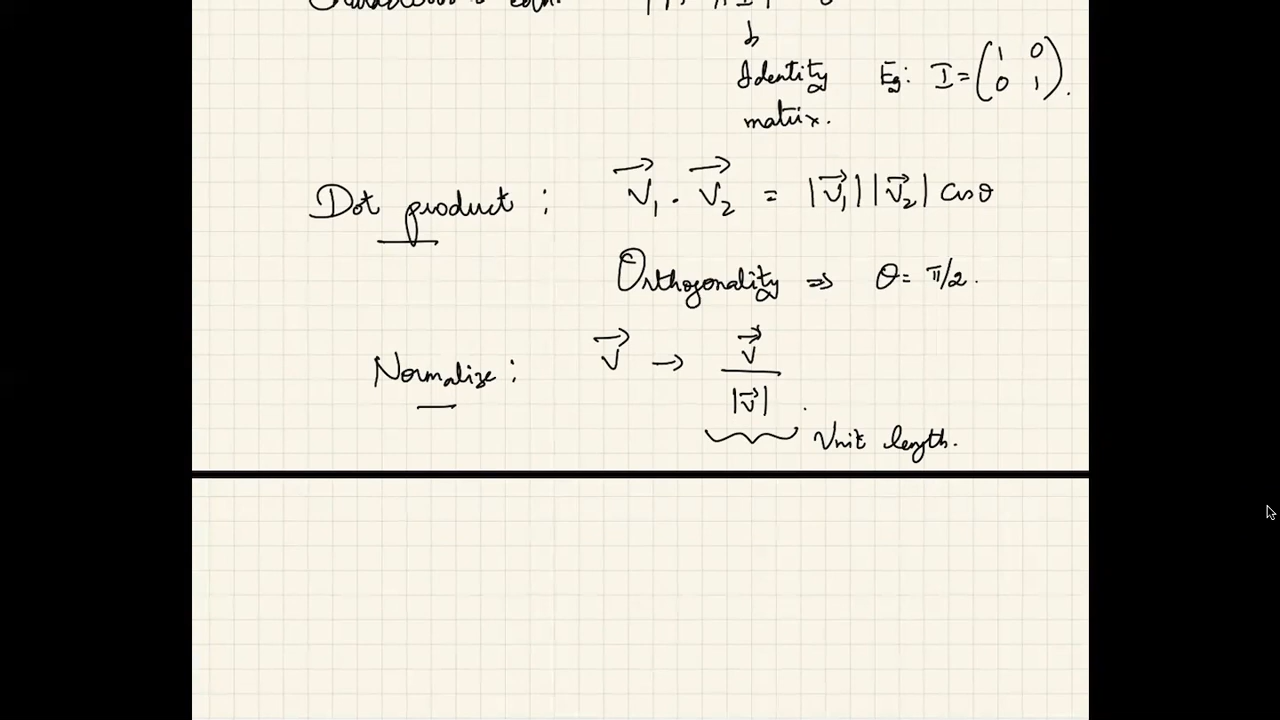 Identity Eg: I = (1 0
0 1).
matrix.
Dot product : V₁ . V₂ = |V₁| |V₂| cos θ
Orthogonality ⇒ θ = π/2 .
Normalize : V → V / |V| .
Unit length.